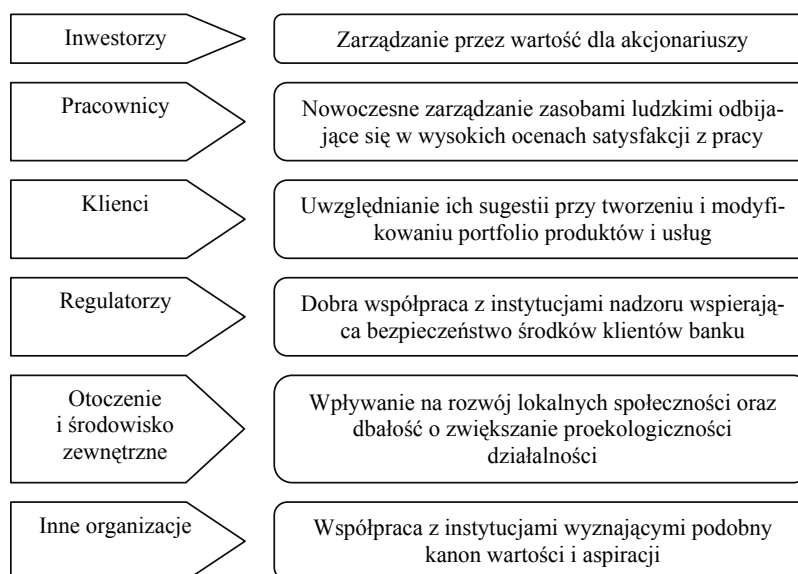 Inwestorzy
Zarządzanie przez wartość dla akcjonariuszy
Pracownicy
Nowoczesne zarządzanie zasobami ludzkimi odbija-
jące się w wysokich ocenach satysfakcji z pracy
Klienci
Uwzględnianie ich sugestii przy tworzeniu i modyfi-
kowaniu portfolio produktów i usług
Regulatorzy
Dobra współpraca z instytucjami nadzoru wspierają-
ca bezpieczeństwo środków klientów banku
Otoczenie
i środowisko
zewnętrzne
Wpływanie na rozwój lokalnych społeczności oraz
dbałość o zwiększanie proekologiczności
działalności
Inne organizacje
Współpraca z instytucjami wyznającymi podobny
kanon wartości i aspiracji